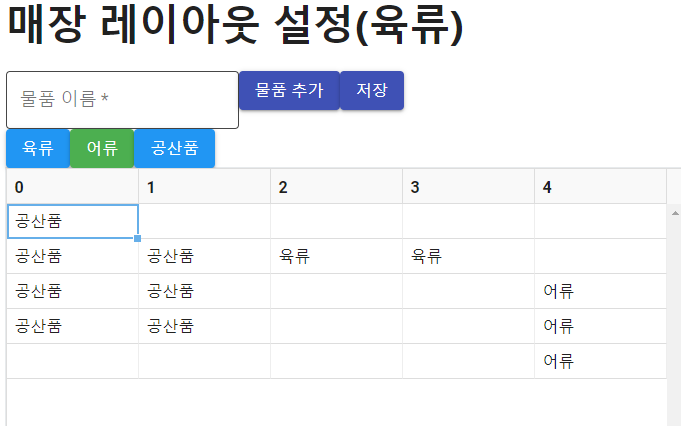 매장 레이아웃 설정(육류)
물품 이름 * 물품 추가 저장
육류 어류 공산품
0 1 2 3 4
공산품
공산품 공산품 육류 육류
공산품 공산품 어류
공산품 공산품 어류
어류